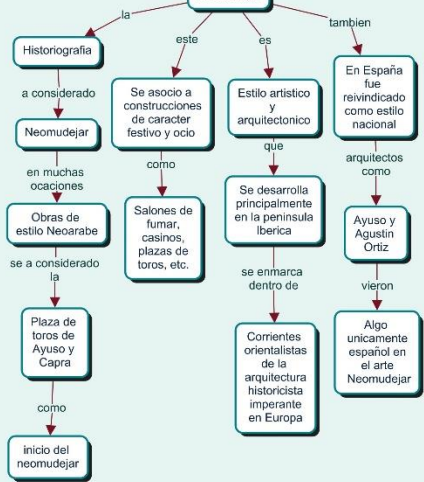 la
Historiografia
a considerado
Neomudejar
en muchas
ocaciones
Obras de
estilo Neoarabe
se a considerado
la
Plaza de
toros de
Ayuso y
Capra
como
inicio del
neomudejar
este
Se asocio a
construcciones
de caracter
festivo y ocio
como
Salones de
fumar,
casinos,
plazas de
toros, etc.
es
Estilo artistico
y
arquitectonico
que
Se desarrolla
principalmente
en la peninsula
Iberica
se enmarca
dentro de
Corrientes
orientalistas
de la
arquitectura
historicista
imperante
en Europa
tambien
En España
fue
reivindicado
como estilo
nacional
arquitectos
como
Ayuso y
Agustin
Ortiz
vieron
Algo
unicamente
español en
el arte
Neomudejar